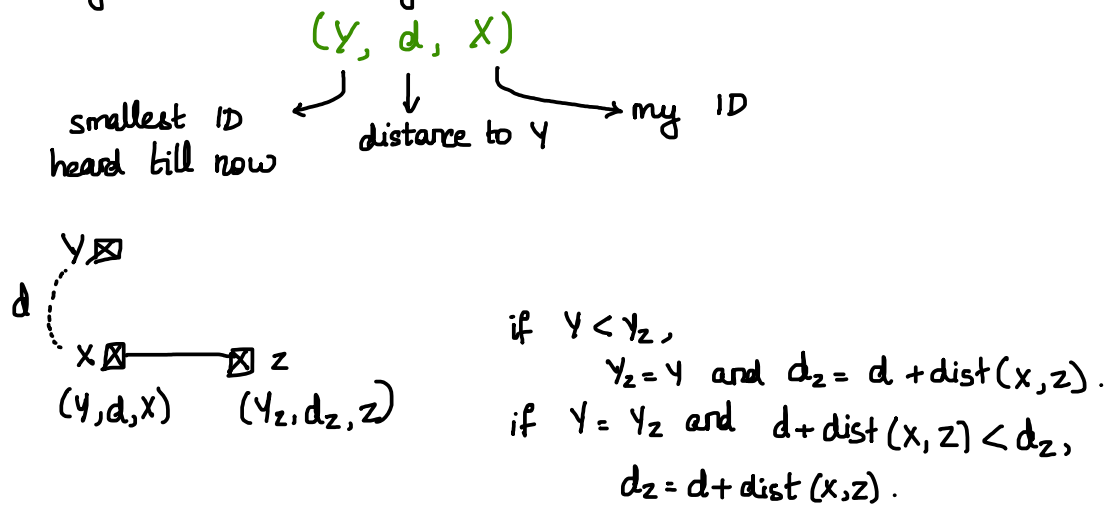 (Y, d, X)
smallest ID
heard till now
distance to Y
my ID
Y
d
X
Z
(Y,d,X)
(Yz,dz,Z)
if Y < Yz,
Yz = Y and dz = d + dist(X,Z).
if Y = Yz and d + dist(X,Z) < dz,
dz = d + dist(X,Z).